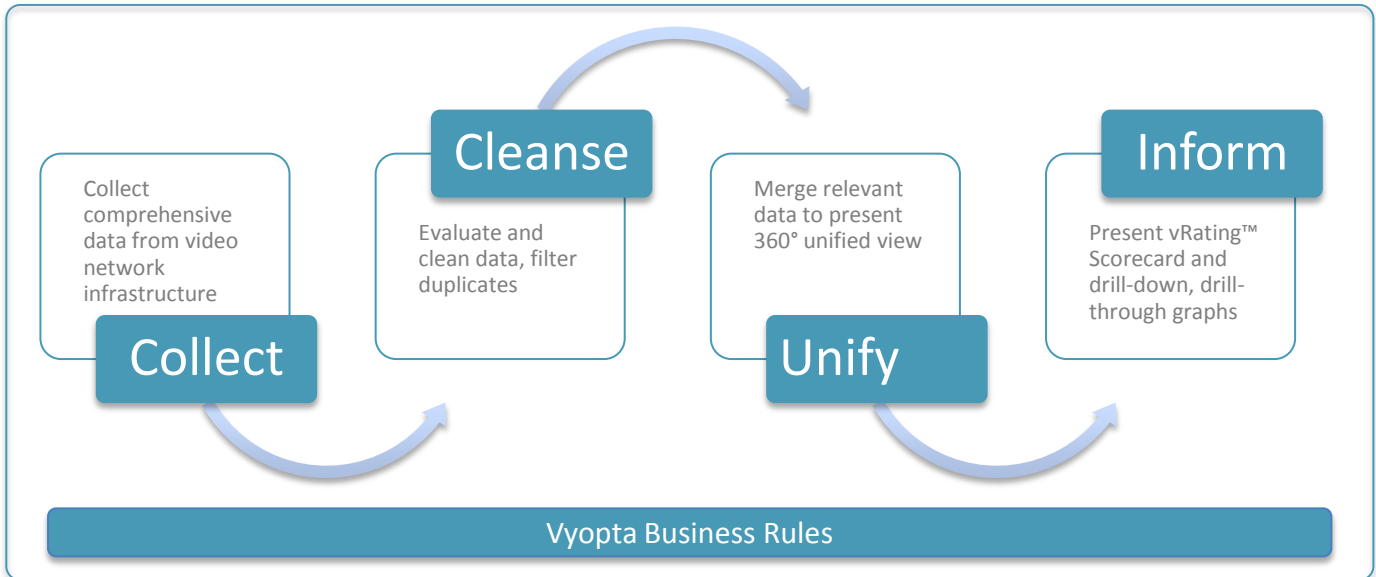 Collect
comprehensive
data from video
network
infrastructure
Collect
Cleanse
Evaluate and
clean data, filter
duplicates
Merge relevant
data to present
360° unified view
Unify
Inform
Present vRating™
Scorecard and
drill-down, drill-
through graphs
Vyopta Business Rules